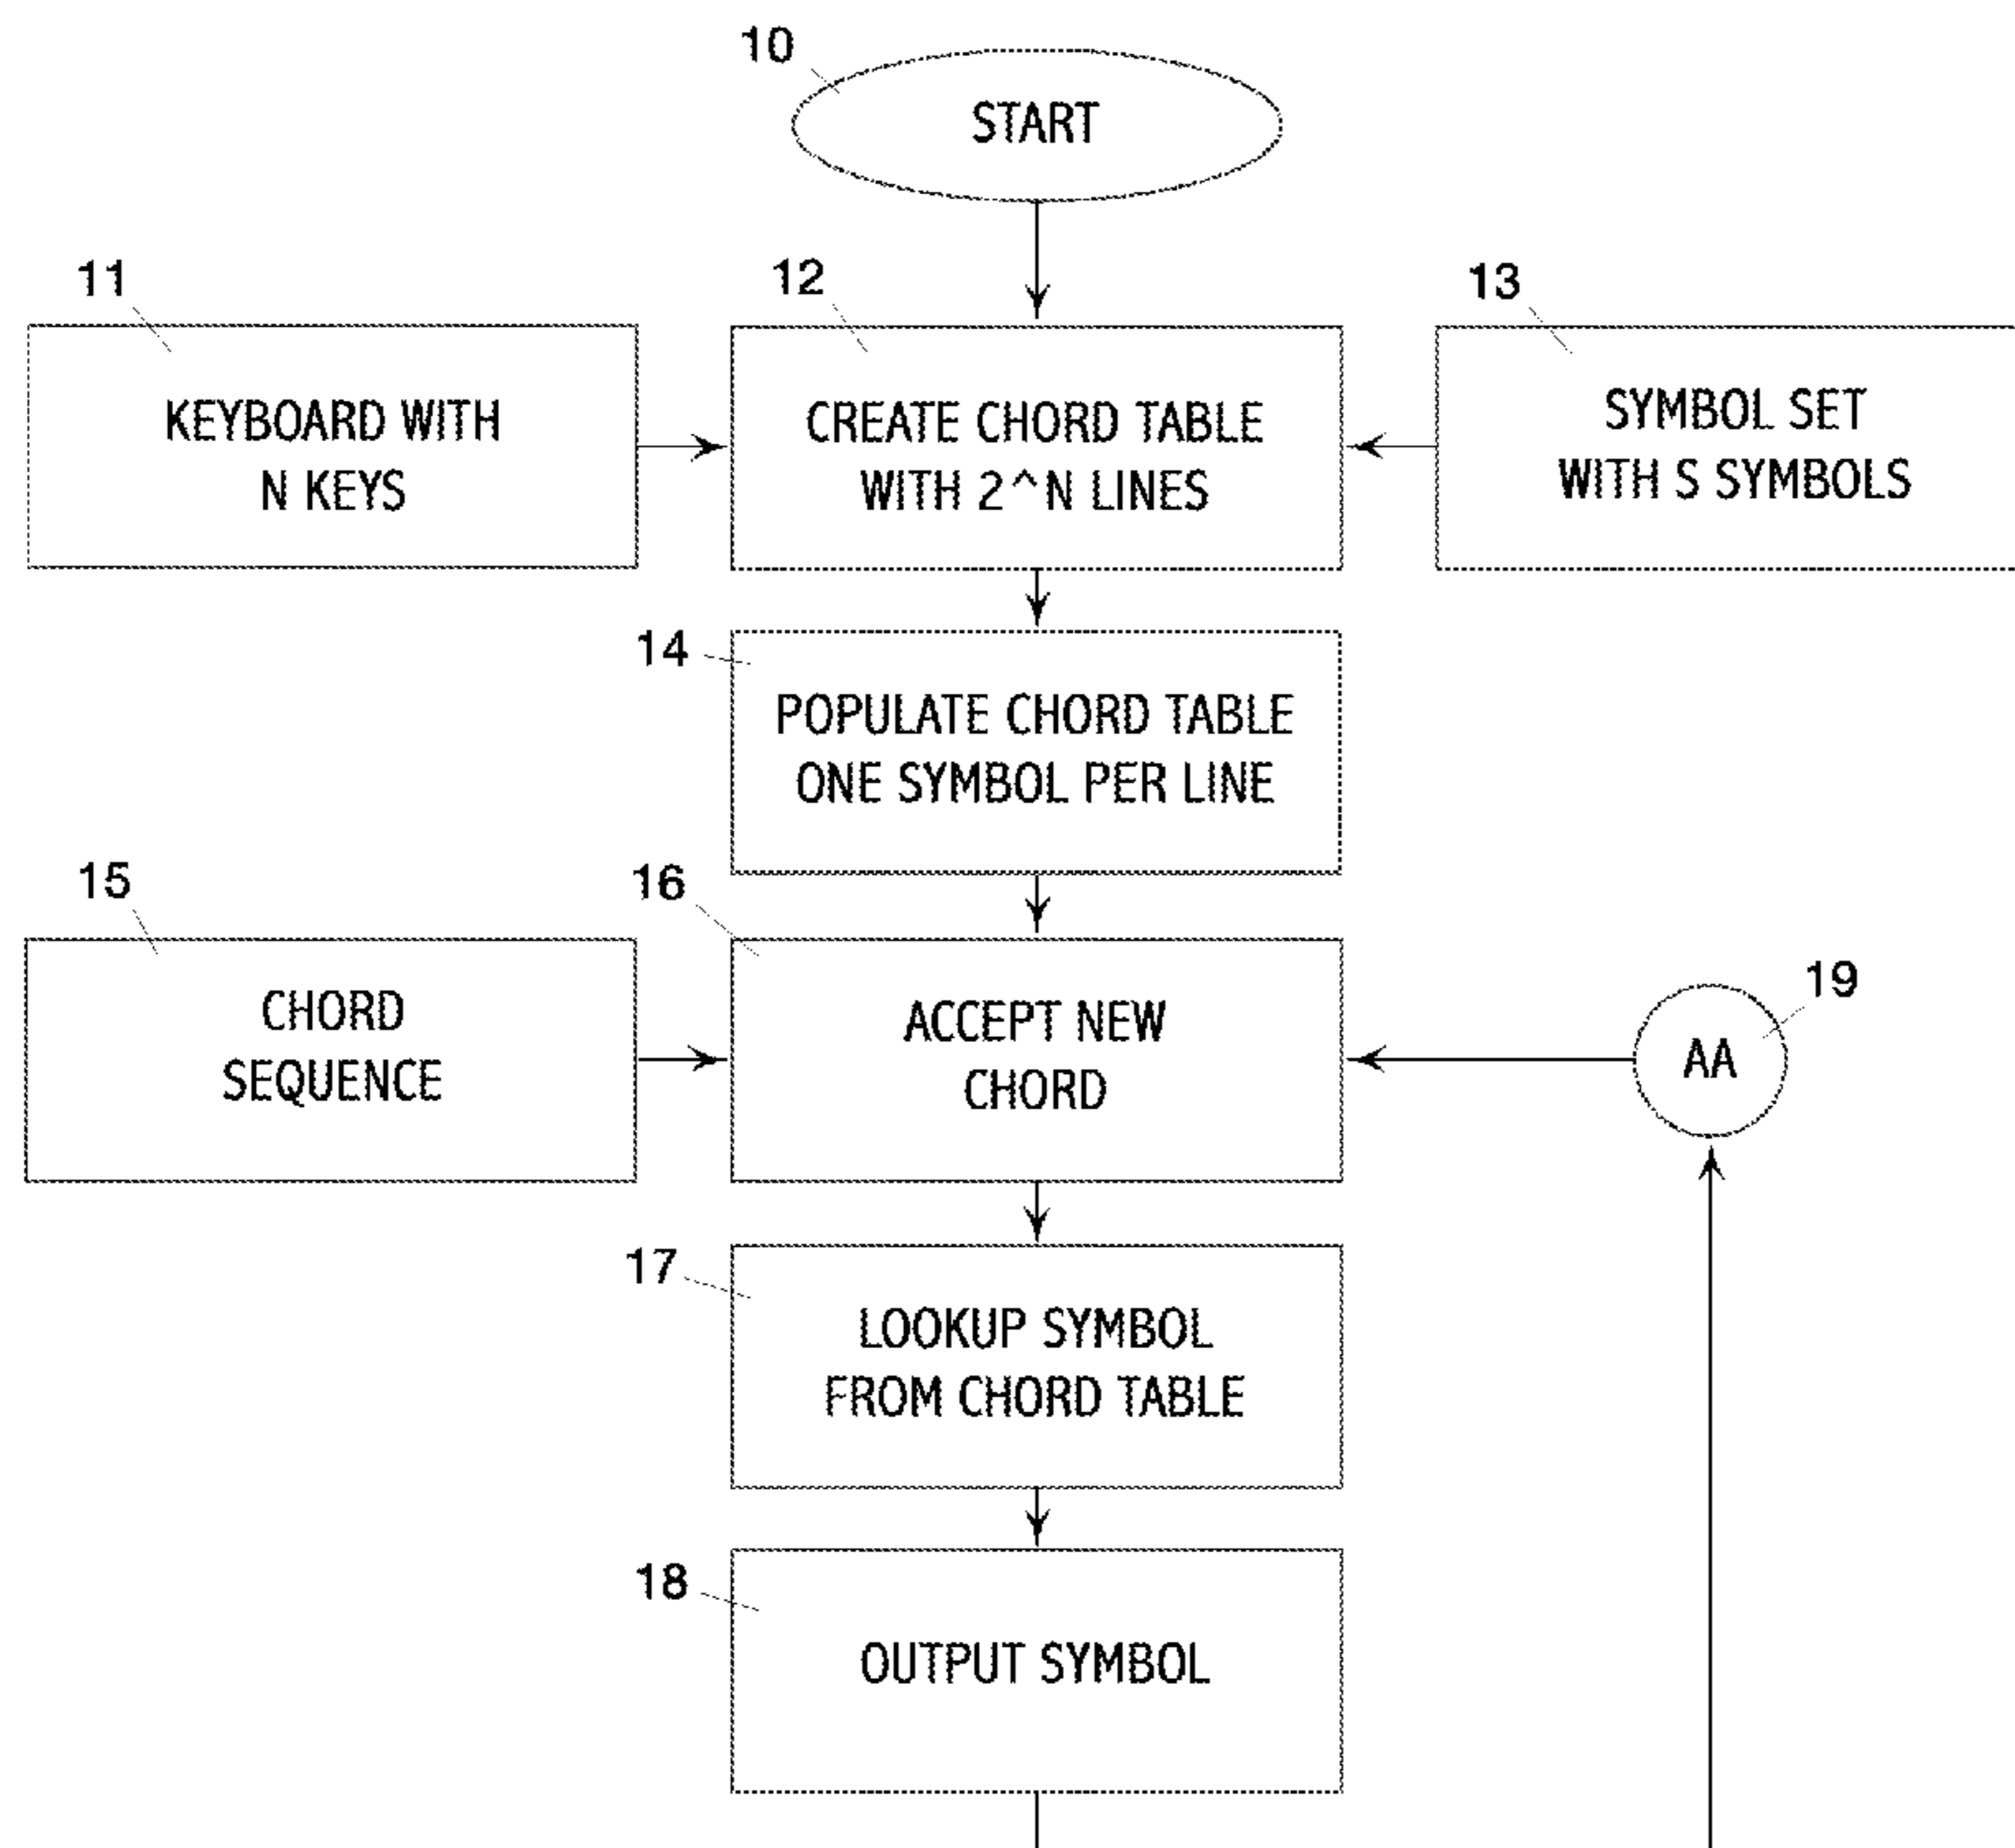 10
START
11
12
13
KEYBOARD WITH
N KEYS
CREATE CHORD TABLE
WITH 2^N LINES
SYMBOL SET
WITH S SYMBOLS
14
POPULATE CHORD TABLE
ONE SYMBOL PER LINE
15
16
CHORD
SEQUENCE
ACCEPT NEW
CHORD
19
AA
17
LOOKUP SYMBOL
FROM CHORD TABLE
18
OUTPUT SYMBOL